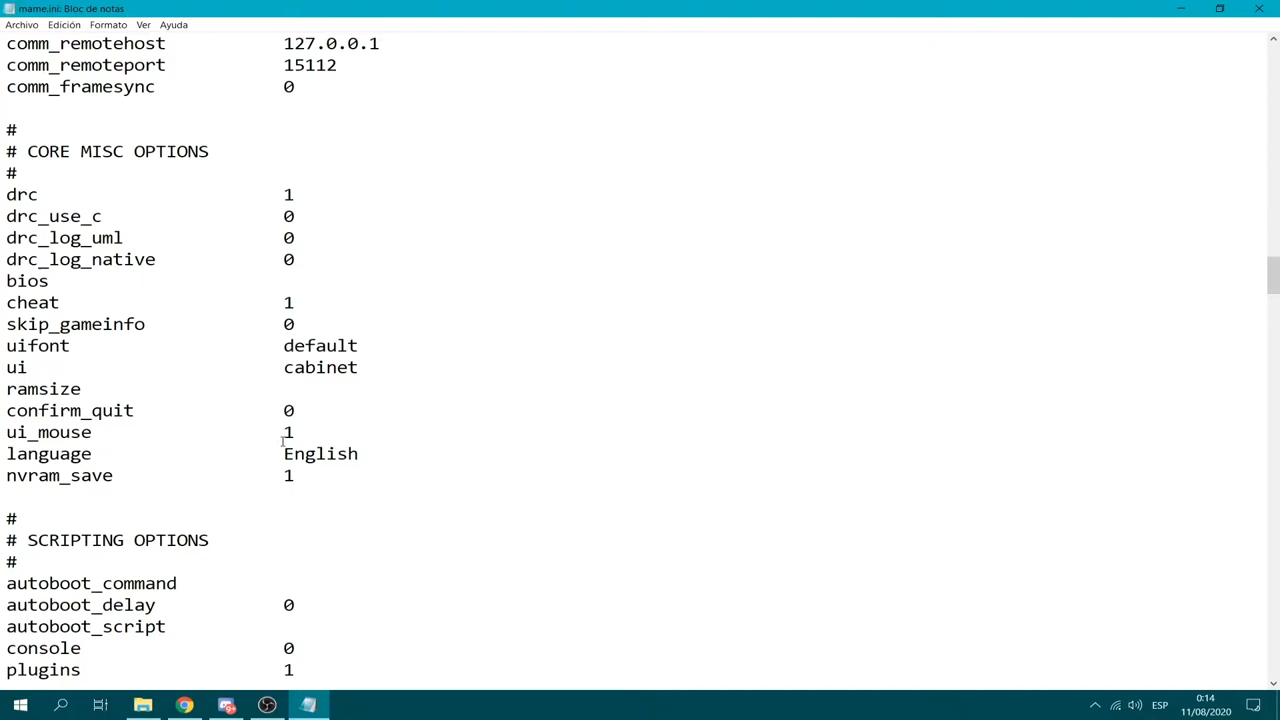 mame.ini: Bloc de notas
Archivo Edición Formato Ver Ayuda
comm_remotehost 127.0.0.1
comm_remoteport 15112
comm_framesync 0
#
# CORE MISC OPTIONS
#
drc 1
drc_use_c 0
drc_log_uml 0
drc_log_native 0
bios
cheat 1
skip_gameinfo 0
uifont default
ui cabinet
ramsize
confirm_quit 0
ui_mouse 1
language English
nvram_save 1
#
# SCRIPTING OPTIONS
#
autoboot_command
autoboot_delay 0
autoboot_script
console 0
plugins 1
ESP
0:14
11/08/2020